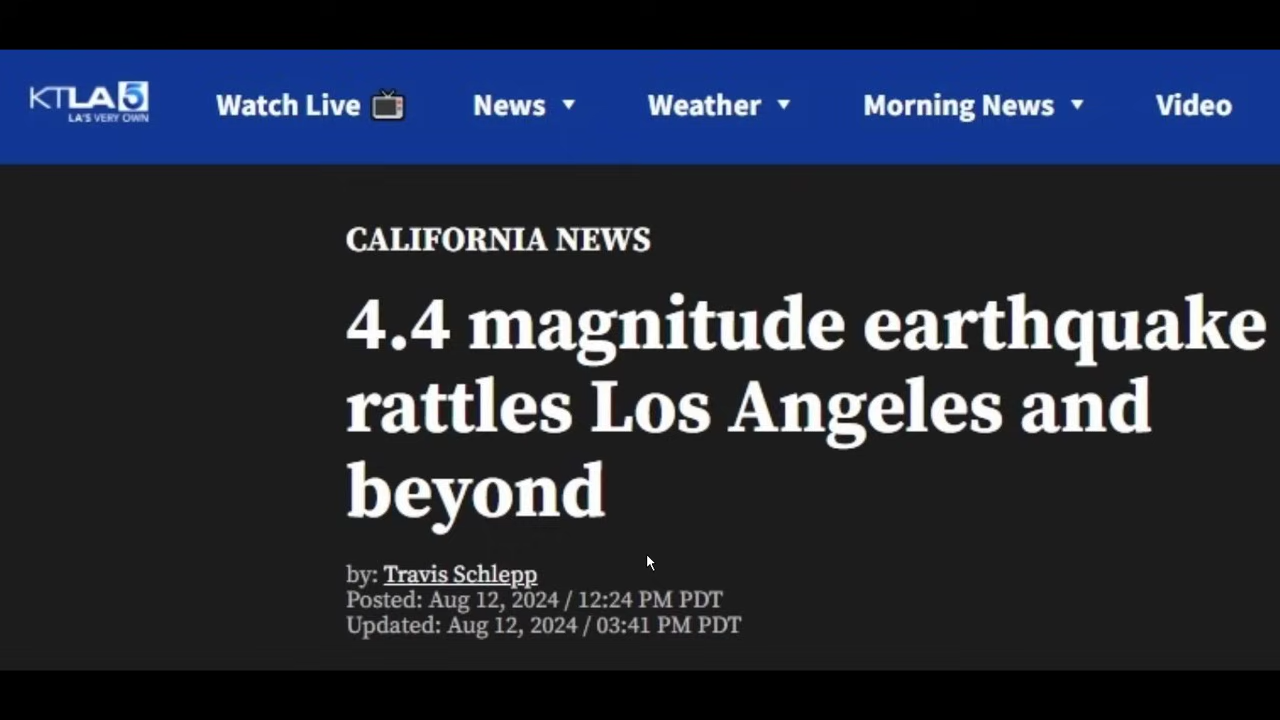 KTLA 5
LA'S VERY OWN
Watch Live
News
Weather
Morning News
Video
CALIFORNIA NEWS
4.4 magnitude earthquake
rattles Los Angeles and
beyond
by: Travis Schlepp
Posted: Aug 12, 2024 / 12:24 PM PDT
Updated: Aug 12, 2024 / 03:41 PM PDT